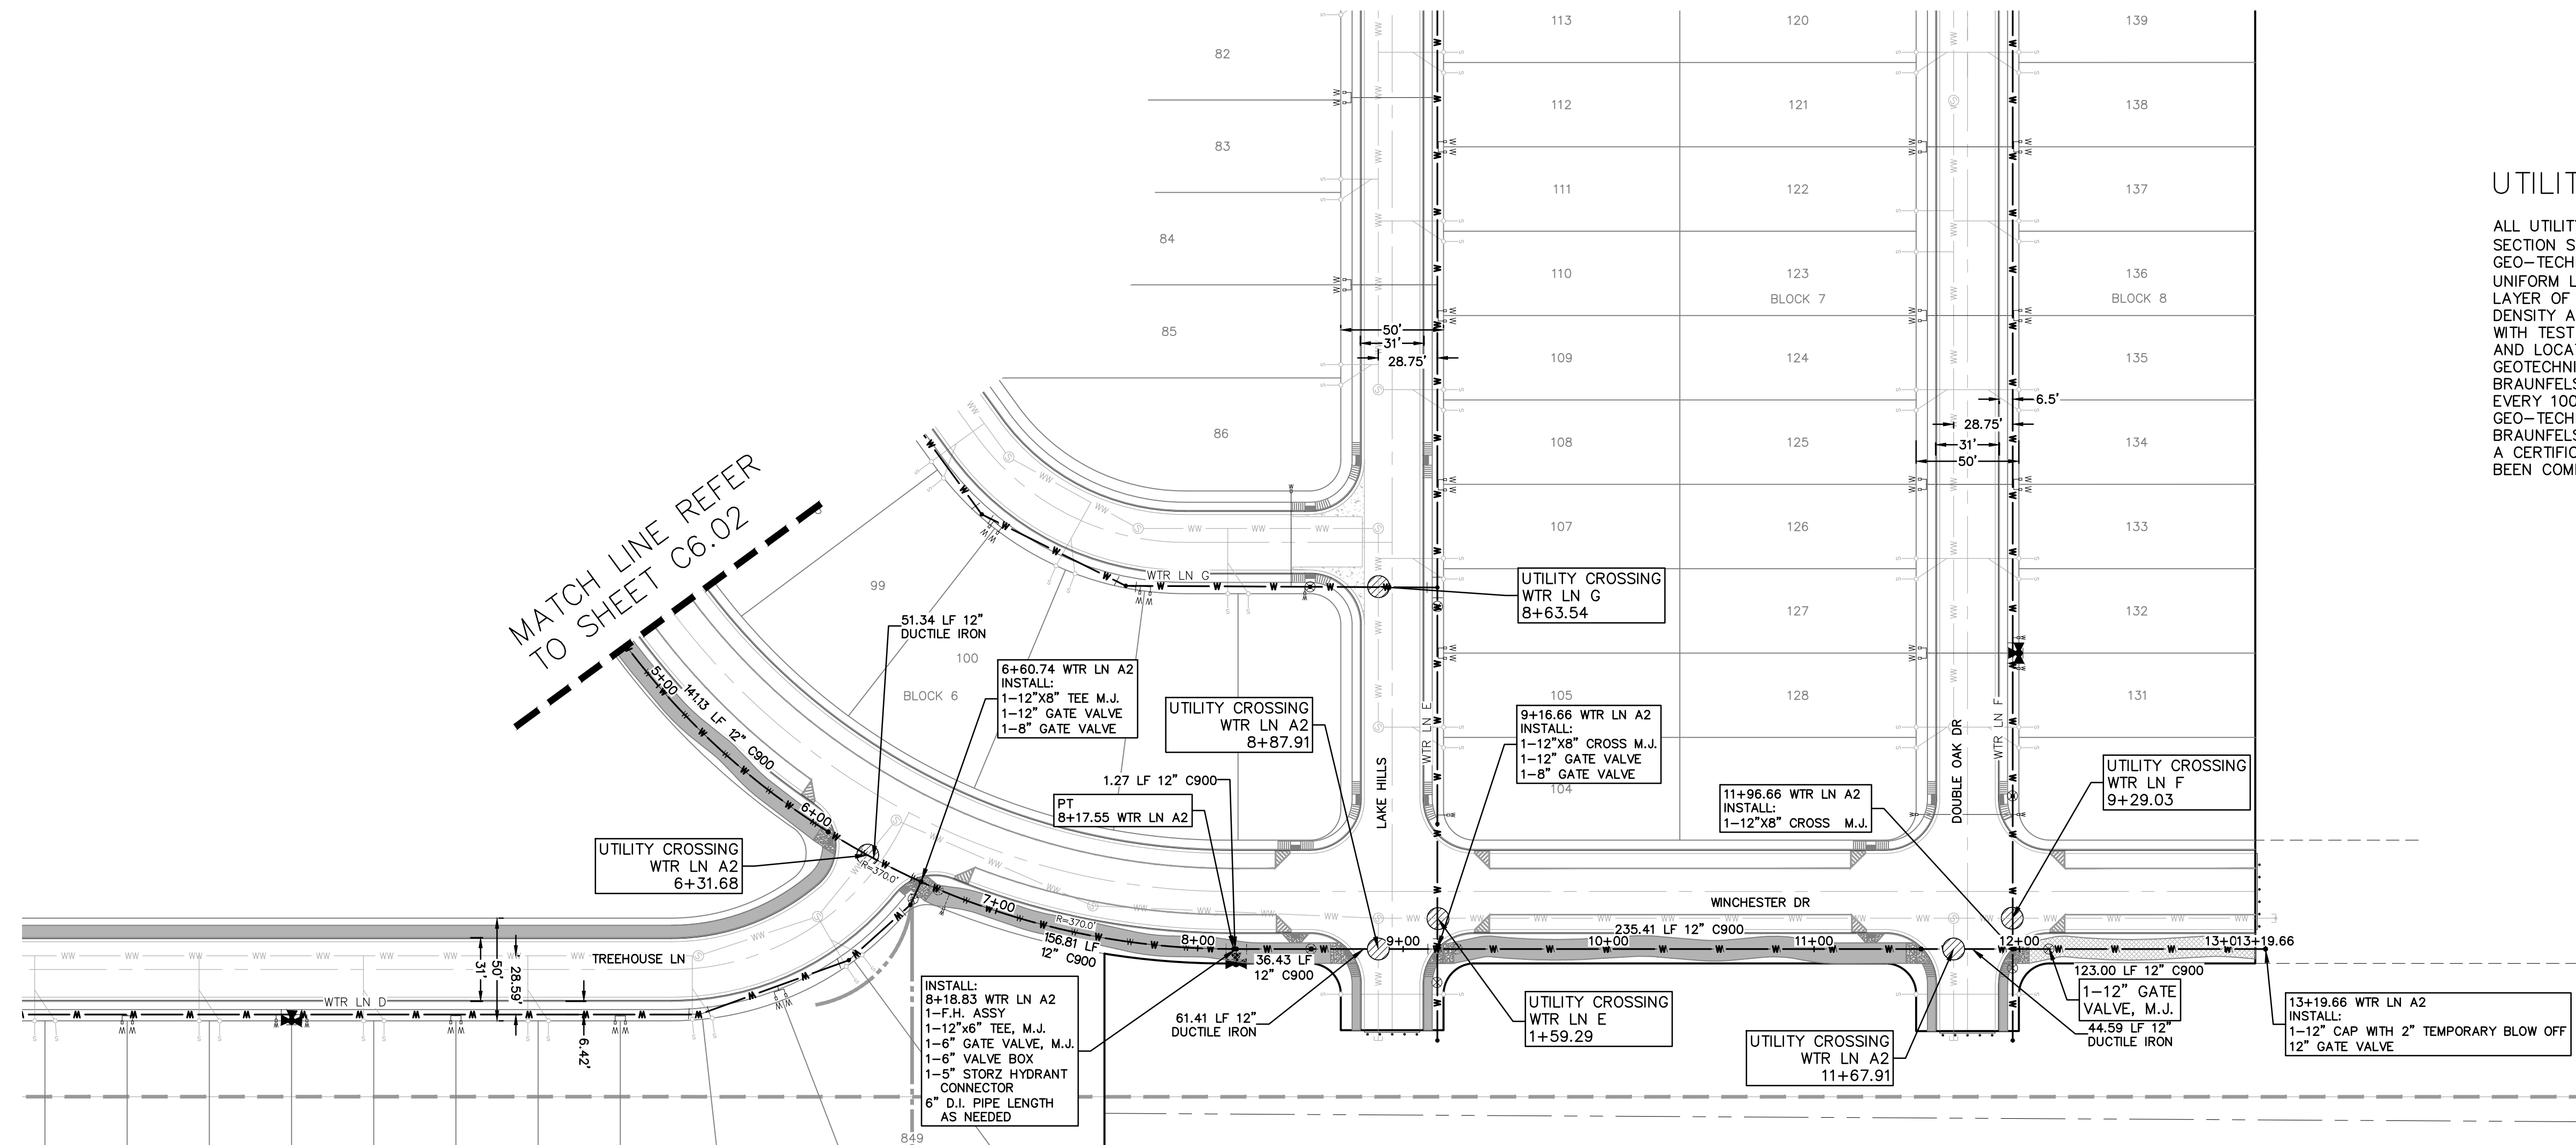 MATCH LINE REFER
TO SHEET C6.02
82
83
84
85
86
99
100
BLOCK 6
113
112
111
110
109
108
107
105
104
120
121
122
123
BLOCK 7
124
125
126
127
128
139
138
137
136
BLOCK 8
135
134
133
132
131
50'
31'
28.75'
6.5'
28.75'
31'
50'
WTR LN G
UTILITY CROSSING
WTR LN G
8+63.54
51.34 LF 12"
DUCTILE IRON
6+60.74 WTR LN A2
INSTALL:
1-12"X8" TEE M.J.
1-12" GATE VALVE
1-8" GATE VALVE
UTILITY CROSSING
WTR LN A2
8+87.91
1.27 LF 12" C900
PT
8+17.55 WTR LN A2
LAKE HILLS
WTR LN E
9+16.66 WTR LN A2
INSTALL:
1-12"X8" CROSS M.J.
1-12" GATE VALVE
1-8" GATE VALVE
11+96.66 WTR LN A2
INSTALL:
1-12"X8" CROSS M.J.
DOUBLE OAK DR
WTR LN F
UTILITY CROSSING
WTR LN F
9+29.03
5+00
141.13 LF
12" C900
6+00
UTILITY CROSSING
WTR LN A2
6+31.68
R=370.0'
7+00
R=370.0'
156.81 LF
12" C900
8+00
36.43 LF
12" C900
9+00
WINCHESTER DR
235.41 LF 12" C900
10+00
11+00
12+00
13+00
13+19.66
123.00 LF 12" C900
1-12" GATE
VALVE, M.J.
44.59 LF 12"
DUCTILE IRON
13+19.66 WTR LN A2
INSTALL:
1-12" CAP WITH 2" TEMPORARY BLOW OFF
12" GATE VALVE
TREEHOUSE LN
WTR LN D
31'
50'
28.59'
6.42'
INSTALL:
8+18.83 WTR LN A2
1-F.H. ASSY
1-12"x6" TEE, M.J.
1-6" GATE VALVE, M.J.
1-6" VALVE BOX
1-5" STORZ HYDRANT
CONNECTOR
6" D.I. PIPE LENGTH
AS NEEDED
61.41 LF 12"
DUCTILE IRON
UTILITY CROSSING
WTR LN E
1+59.29
UTILITY CROSSING
WTR LN A2
11+67.91
849
UTILIT
ALL UTILIT
SECTION S
GEO-TECH
UNIFORM L
LAYER OF
DENSITY A
WITH TEST
AND LOCA
GEOTECHNI
BRAUNFELS
EVERY 100
GEO-TECH
BRAUNFELS
A CERTIFIC
BEEN COM